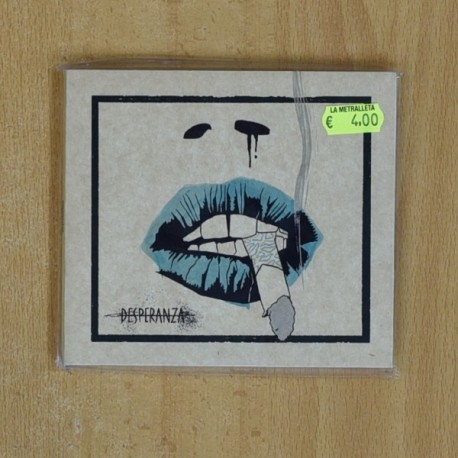 LA METRALLETA
€ 4,00
DESPERANZA